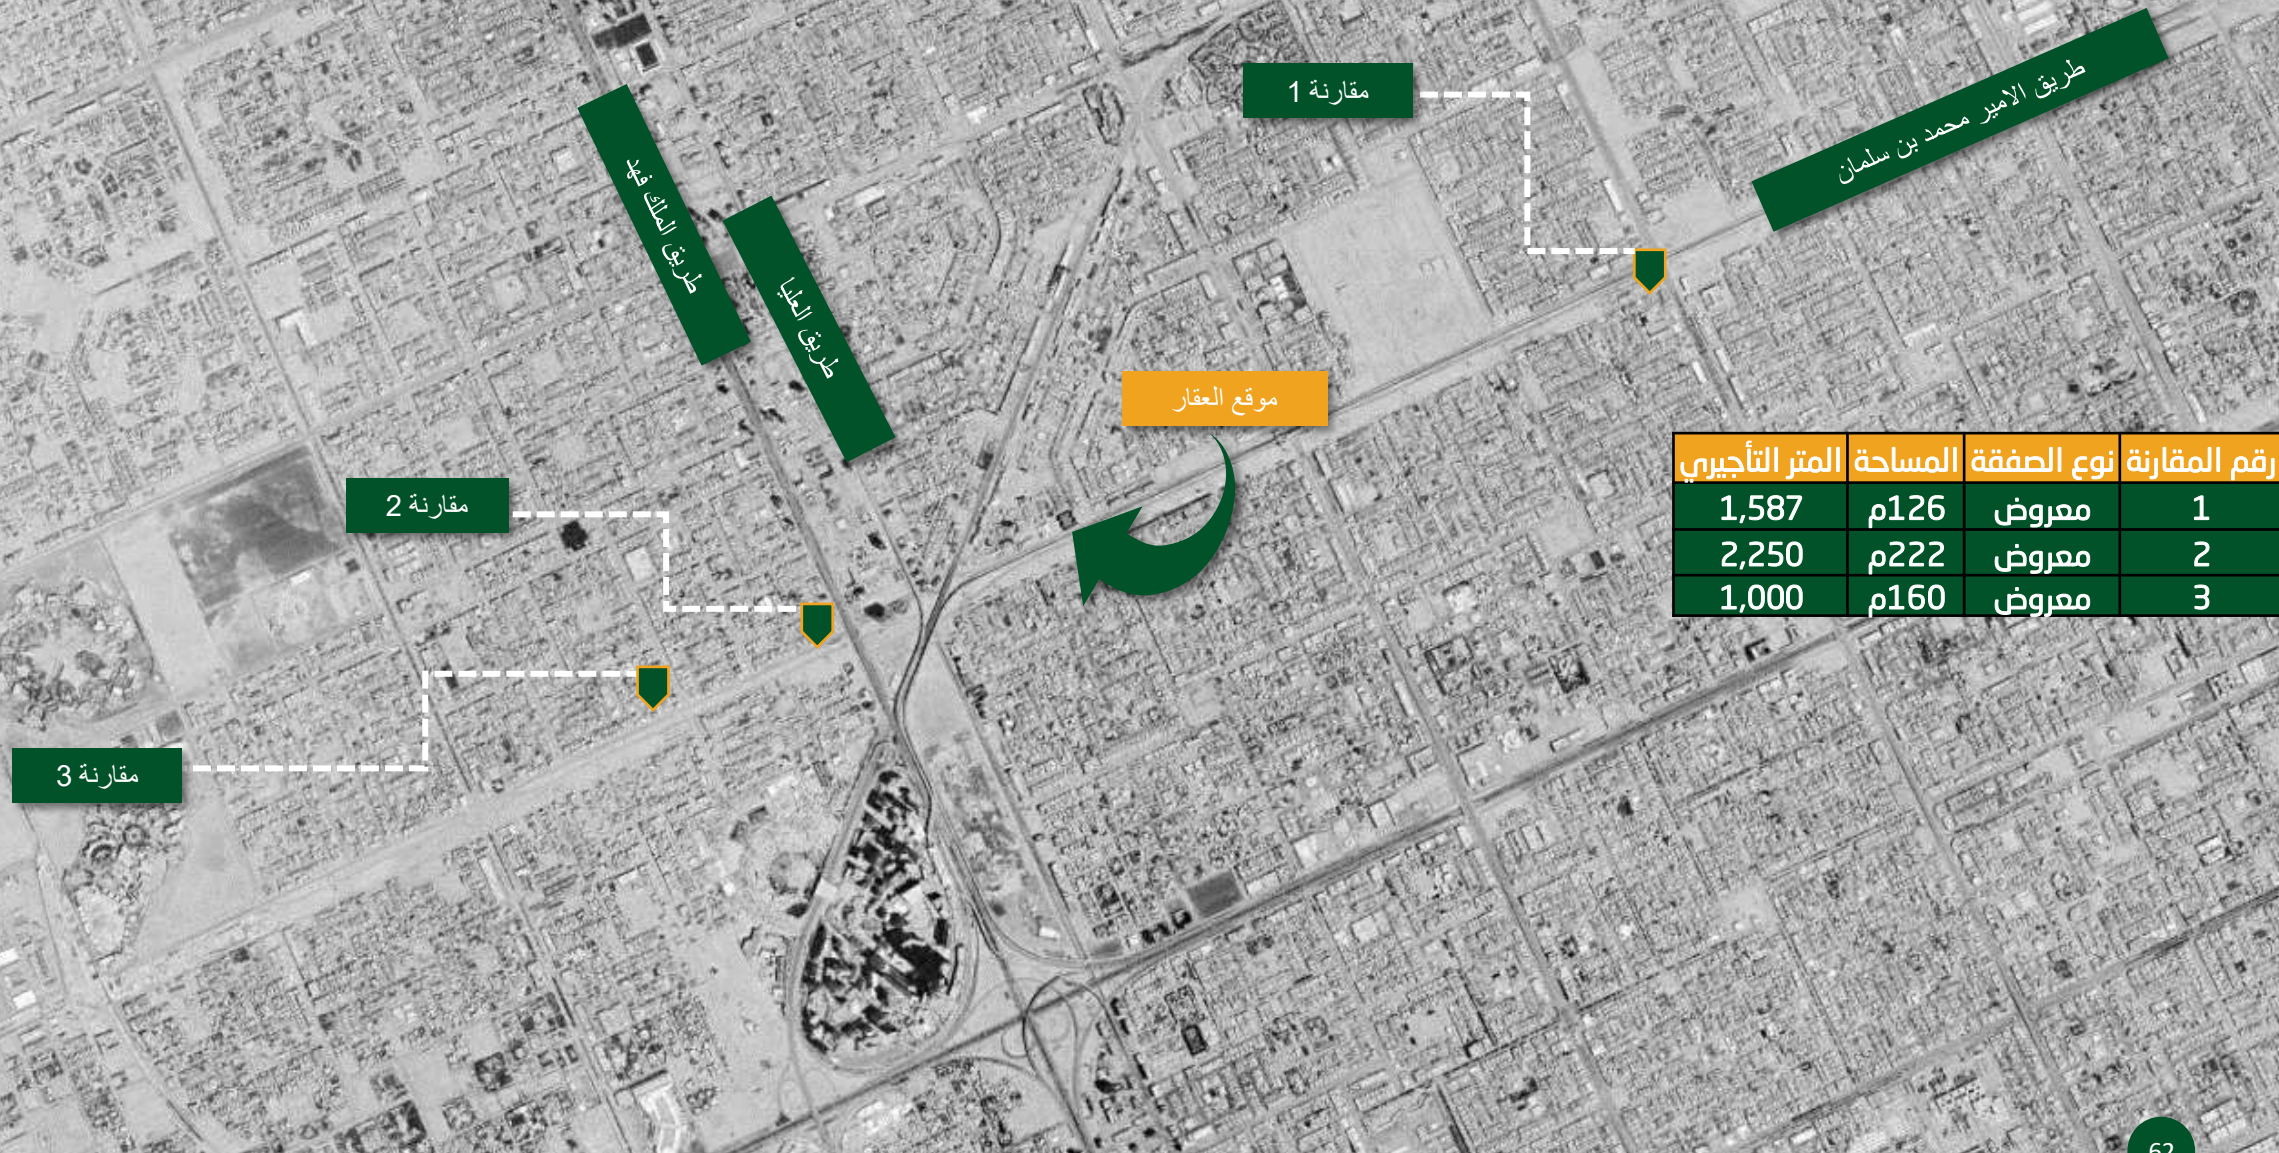 طريق الامير محمد بن سلمان
مقارنة 1
طريق الملك فهد
طريق العليا
موقع العقار
مقارنة 2
مقارنة 3
رقم المقارنة نوع الصفقة المساحة المتر التأجيري
1 معروض 126م 1,587
2 معروض 222م 2,250
3 معروض 160م 1,000
62